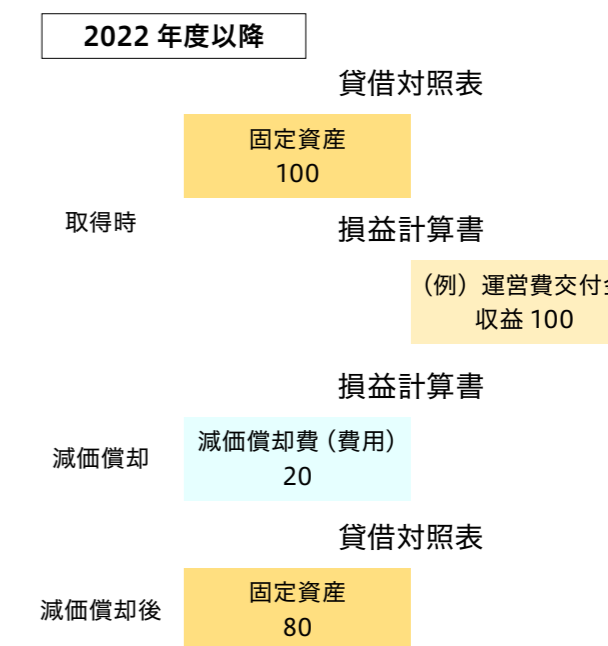 2022 年度以降
貸借対照表
固定資産
100
取得時
損益計算書
（例）運営費交付金
収益 100
損益計算書
減価償却
減価償却費（費用）
20
貸借対照表
減価償却後
固定資産
80